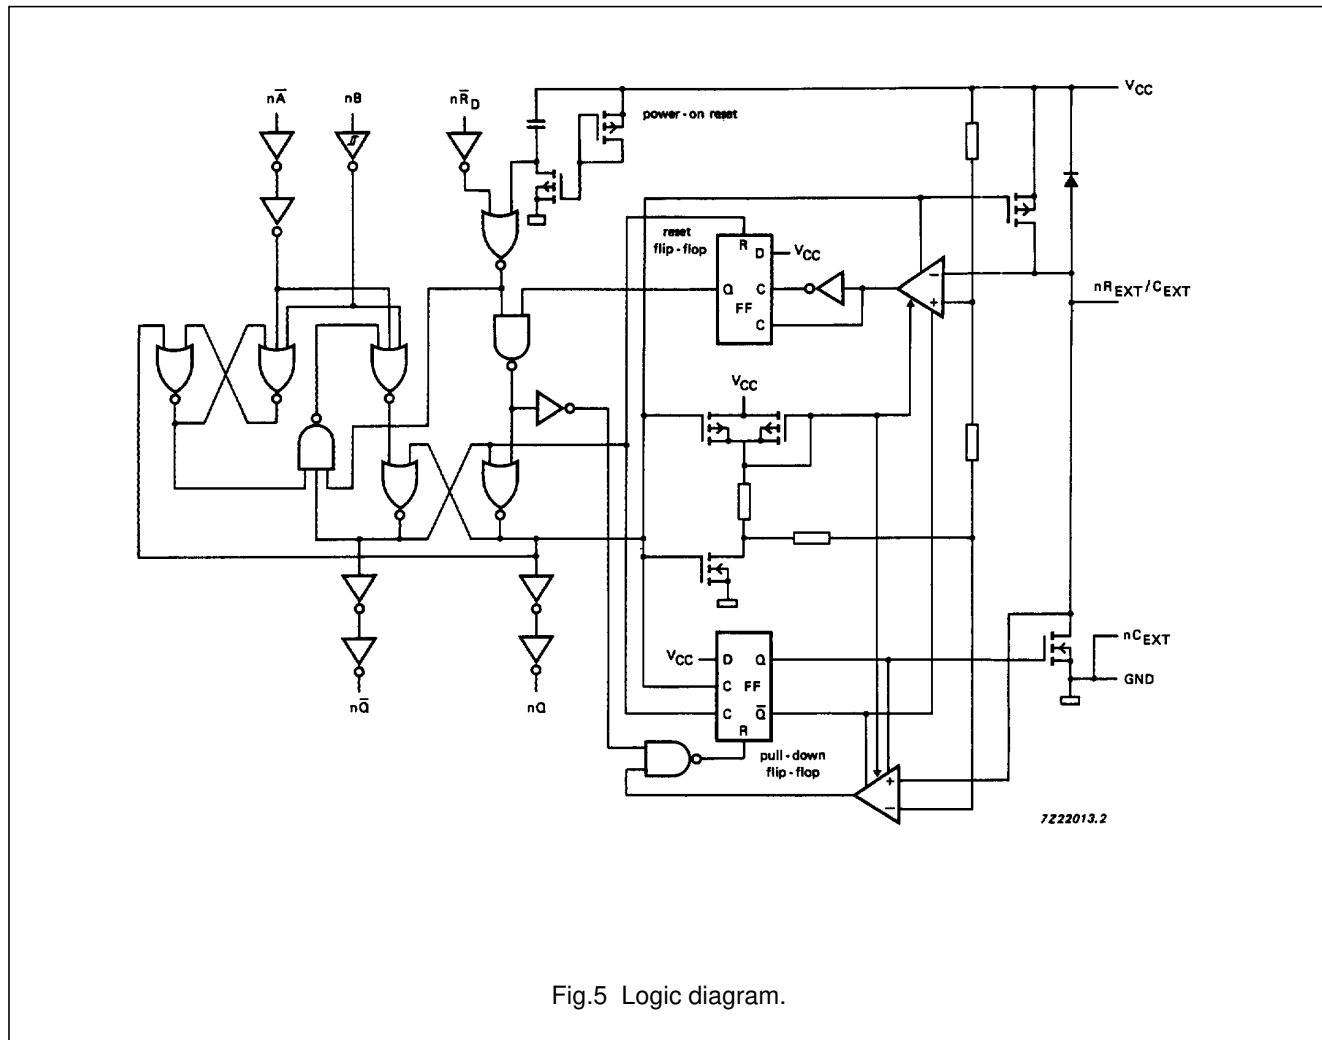 nA̅ nB nR̅D VCC
power-on reset
reset
flip-flop
R
D VCC
Q C
FF
C
−
+
nREXT/CEXT
VCC
VCC D Q
C FF
C Q̅
R
nCEXT
GND
nQ̅ nQ
pull-down
flip-flop
+
−
7Z22013.2
Fig.5 Logic diagram.